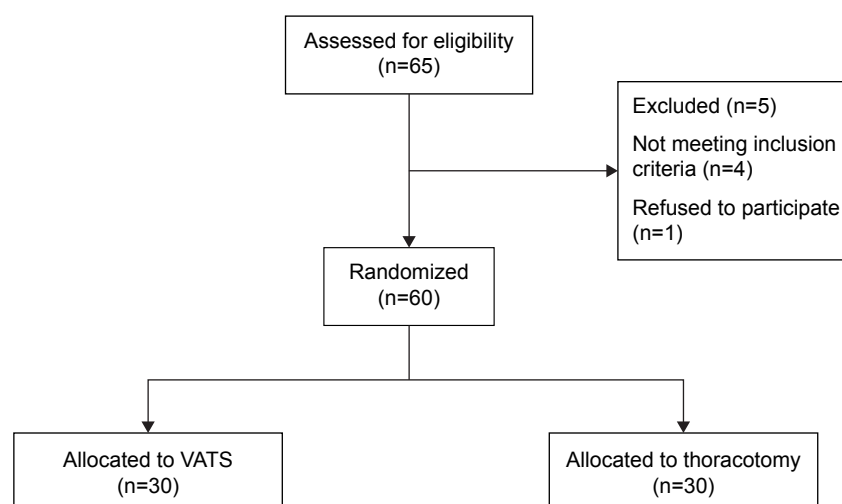 Assessed for eligibility
(n=65)
Excluded (n=5)
Not meeting inclusion
criteria (n=4)
Refused to participate
(n=1)
Randomized
(n=60)
Allocated to VATS
(n=30)
Allocated to thoracotomy
(n=30)